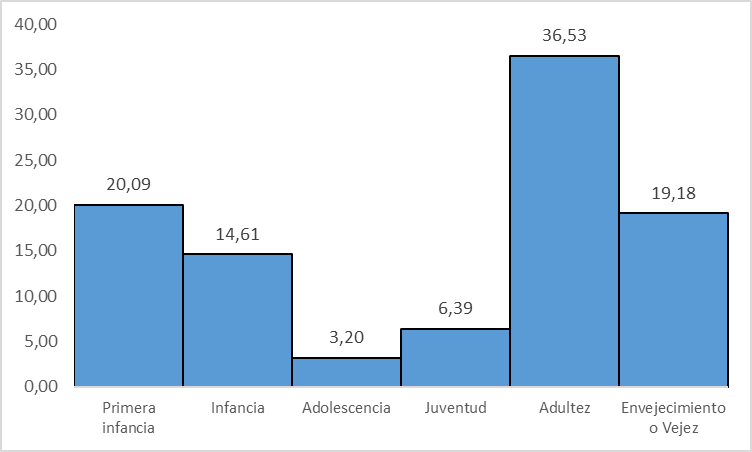 40,00
35,00
30,00
25,00
20,00
15,00
10,00
5,00
0,00
20,09
14,61
3,20
6,39
36,53
19,18
Primera
infancia
Infancia
Adolescencia
Juventud
Adultez
Envejecimiento
o Vejez